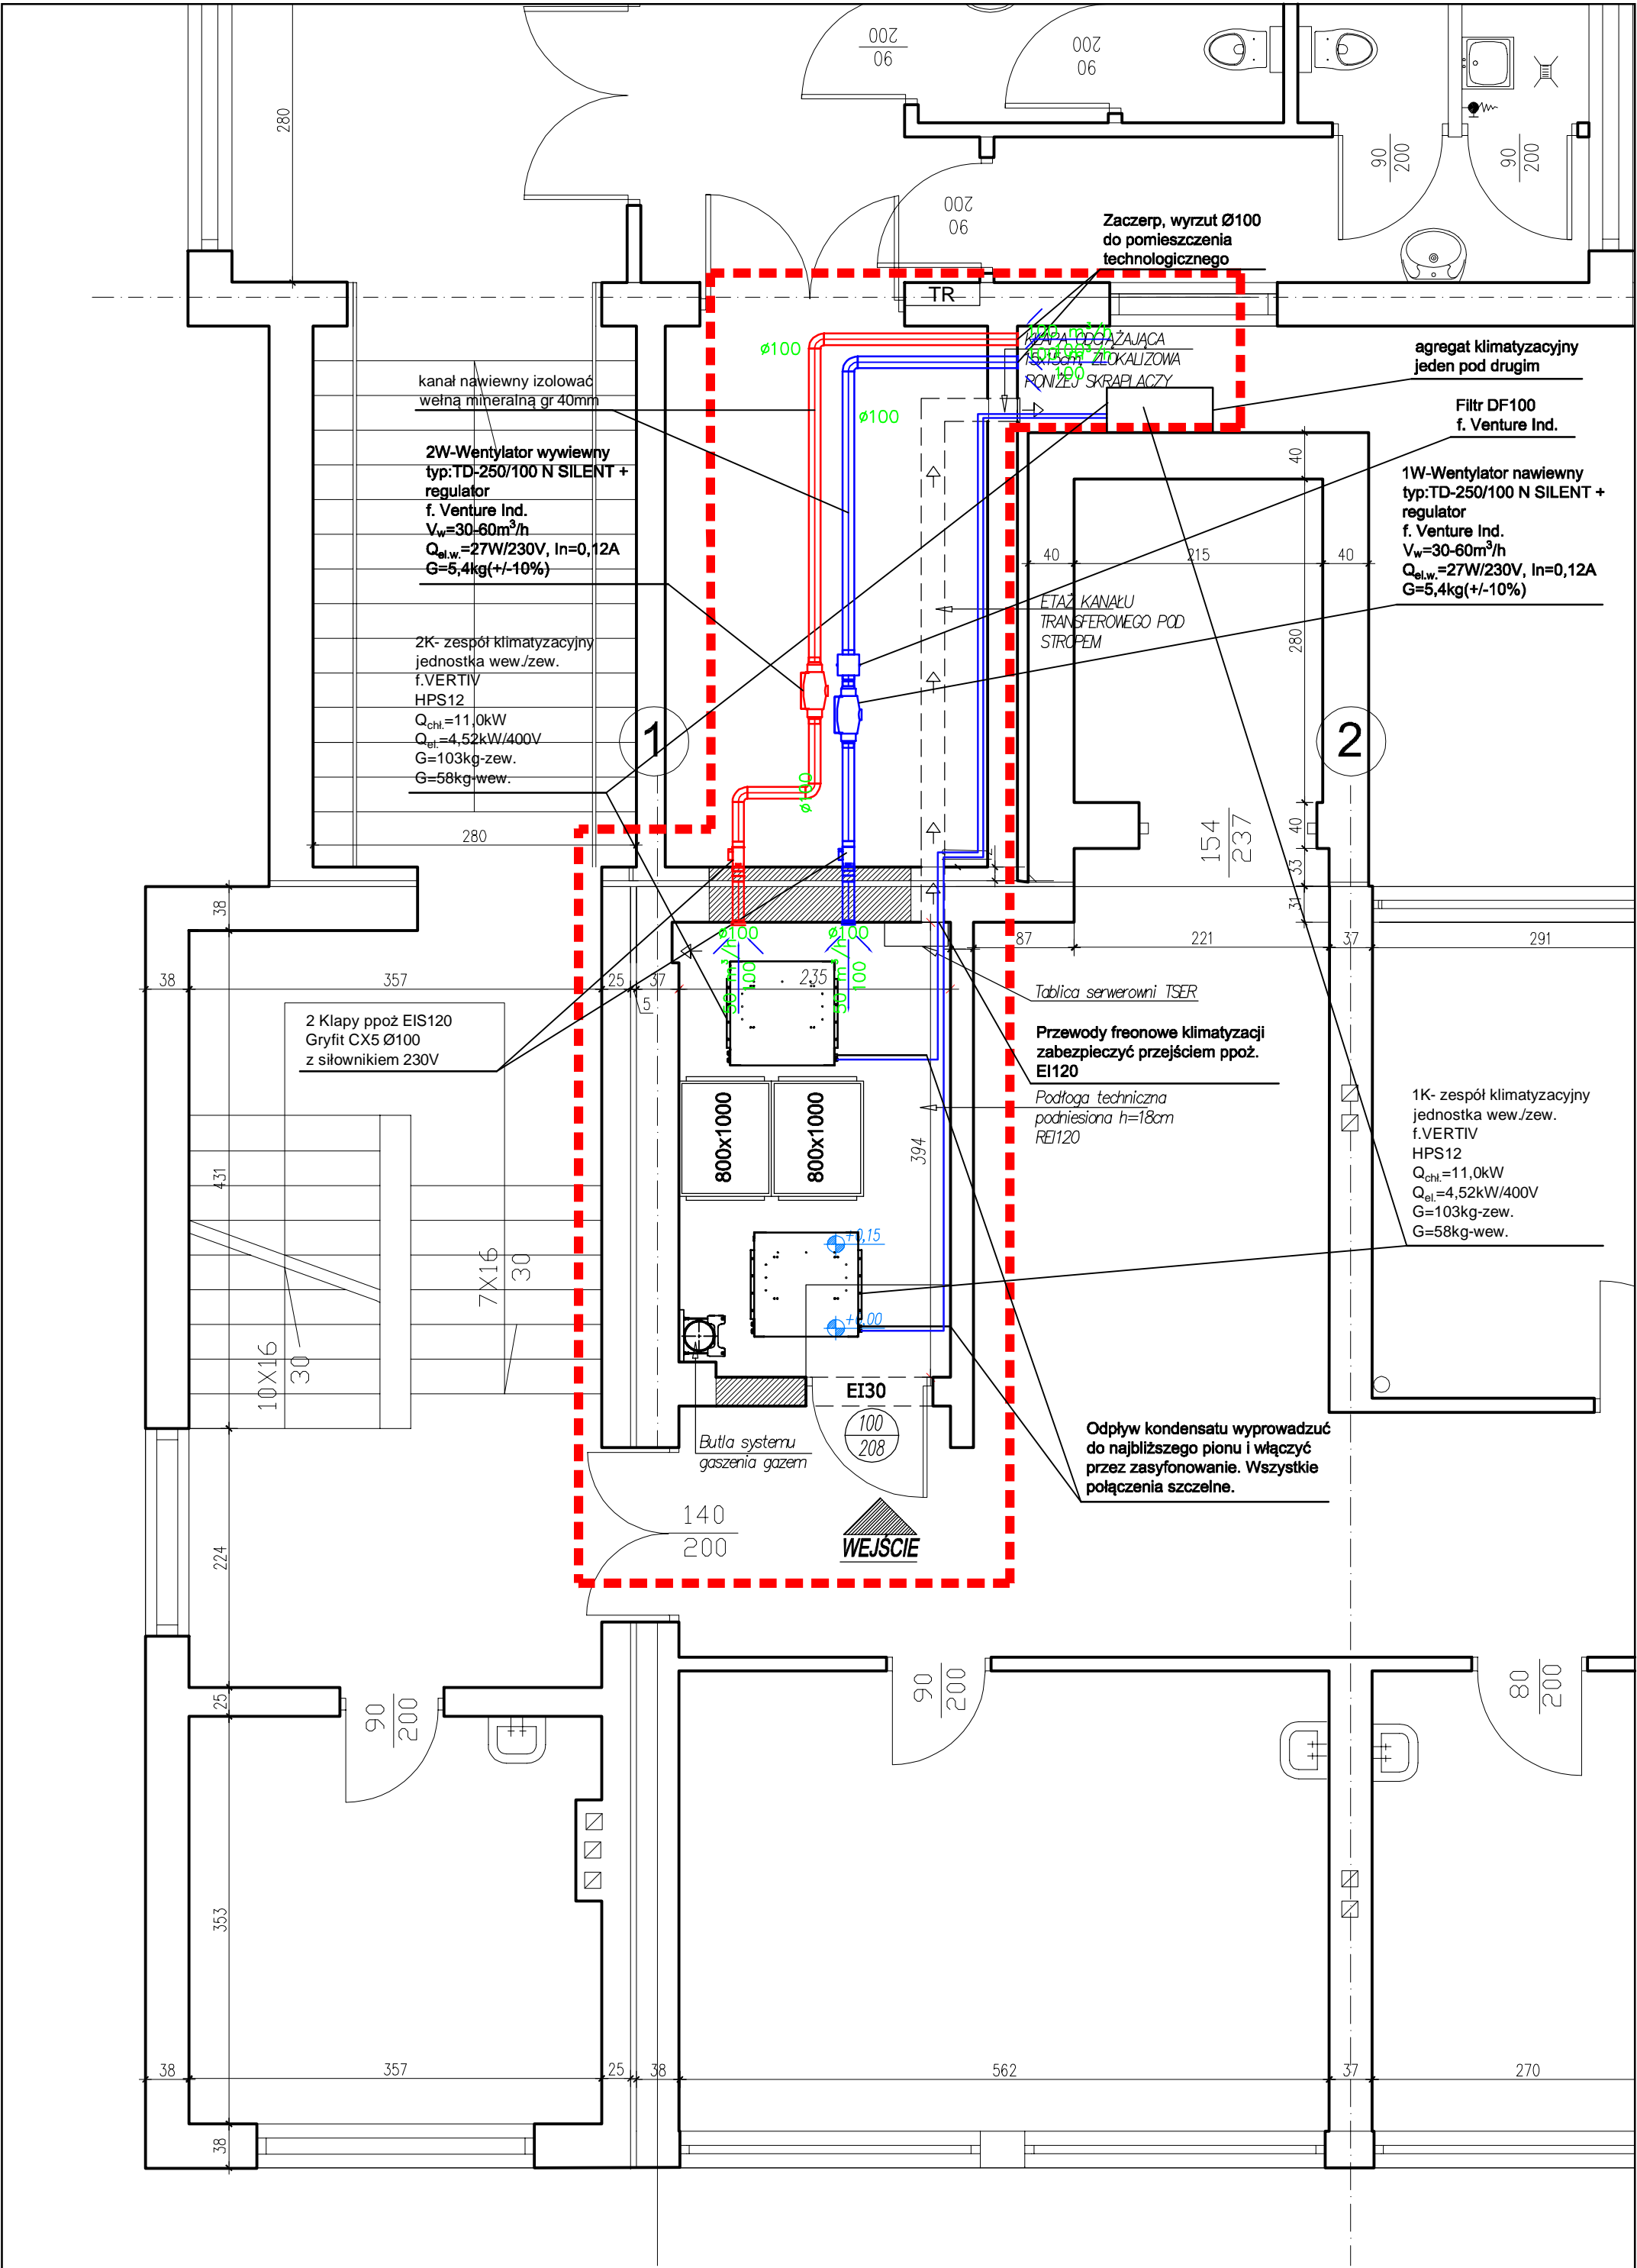 200
90
200
90
280
90
200
90
200
200
90
Zaczerp, wyrzut Ø100
do pomieszczenia
technologicznego
TR
ø100
KLAPA ODCIĄŻAJĄCA
PONIŻEJ SKRAPLACZY
100
agregat klimatyzacyjny
jeden pod drugim
kanał nawiewny izolować
wełną mineralną gr 40mm
ø100
Filtr DF100
f. Venture Ind.
2W-Wentylator wywiewny
typ:TD-250/100 N SILENT +
regulator
f. Venture Ind.
Vw=30-60m³/h
Qel.w.=27W/230V, In=0,12A
G=5,4kg(+/-10%)
40
1W-Wentylator nawiewny
typ:TD-250/100 N SILENT +
regulator
f. Venture Ind.
Vw=30-60m³/h
Qel.w.=27W/230V, In=0,12A
G=5,4kg(+/-10%)
40
215
40
ETAŻ KANAŁU
TRANSFEROWEGO POD
STROPEM
280
2K- zespół klimatyzacyjny
jednostka wew./zew.
f.VERTIV
HPS12
Qchł.=11,0kW
Qel.=4,52kW/400V
G=103kg-zew.
G=58kg-wew.
1
2
ø100
280
154
237
40
33
31
38
ø100
ø100
50 m³/h
100
50 m³/h
100
87
221
37
291
38
357
25
37
5
235
Tablica serwerowni TSER
2 Klapy ppoż EIS120
Gryfit CX5 Ø100
z siłownikiem 230V
Przewody freonowe klimatyzacji
zabezpieczyć przejściem ppoż.
EI120
Podłoga techniczna
podniesiona h=18cm
REI120
800x1000
800x1000
394
1K- zespół klimatyzacyjny
jednostka wew./zew.
f.VERTIV
HPS12
Qchł.=11,0kW
Qel.=4,52kW/400V
G=103kg-zew.
G=58kg-wew.
431
+0,15
7X16
30
+0,00
10X16
30
EI30
100
208
Butla systemu
gaszenia gazem
Odpływ kondensatu wyprowadzuć
do najbliższego pionu i włączyć
przez zasyfonowanie. Wszystkie
połączenia szczelne.
140
200
WEJŚCIE
224
25
90
200
90
200
80
200
353
38
357
25
38
562
37
270
38